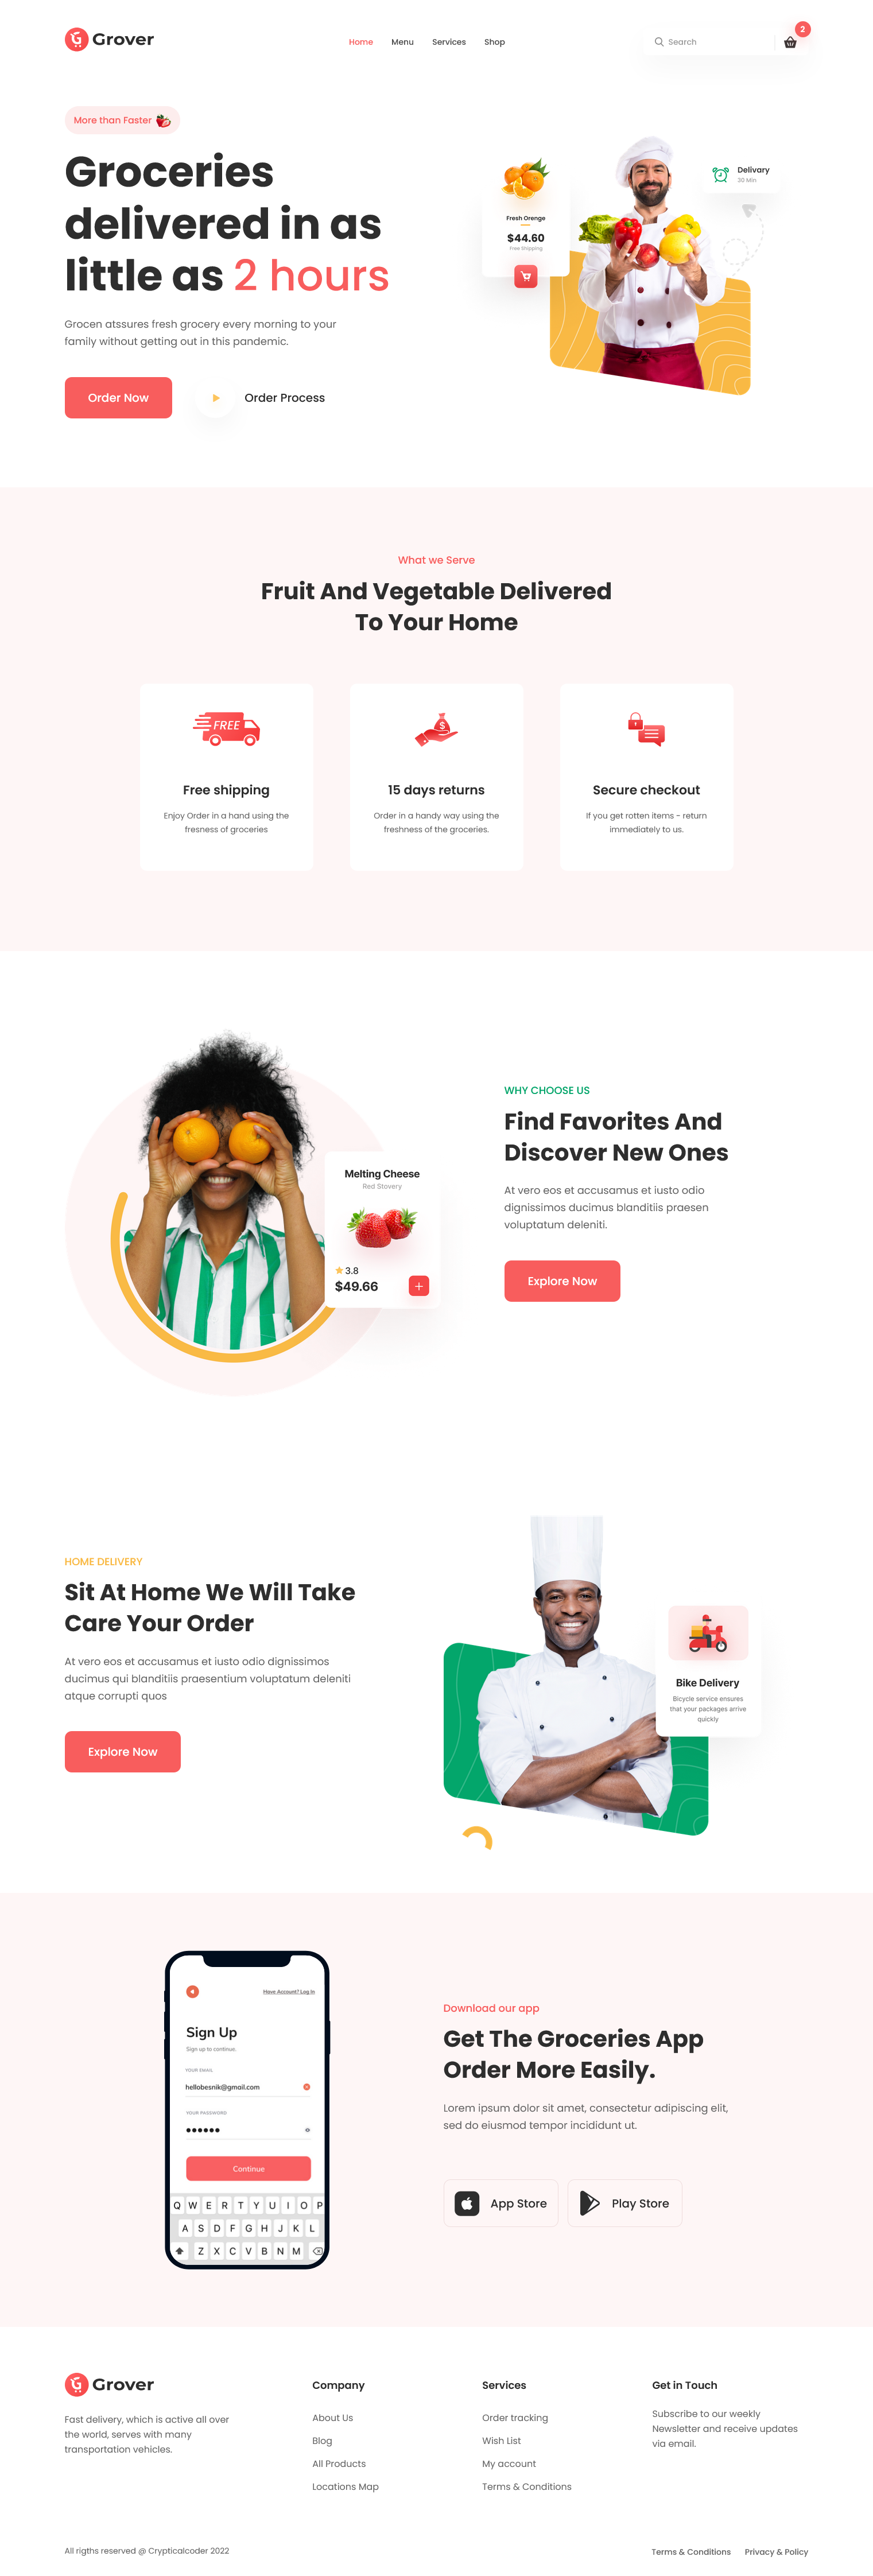 Grover
Home
Menu
Services
Shop
Search
2
More than Faster
Groceries
delivered in as
little as 2 hours
Grocen atssures fresh grocery every morning to your
family without getting out in this pandemic.
Order Now
Order Process
Fresh Orenge
$44.60
Free Shipping
Delivary
30 Min
What we Serve
Fruit And Vegetable Delivered
To Your Home
FREE
Free shipping
Enjoy Order in a hand using the
fresness of groceries
$
15 days returns
Order in a handy way using the
freshness of the groceries.
Secure checkout
If you get rotten items - return
immediately to us.
Melting Cheese
Red Stovery
3.8
$49.66
WHY CHOOSE US
Find Favorites And
Discover New Ones
At vero eos et accusamus et iusto odio
dignissimos ducimus blanditiis praesen
voluptatum deleniti.
Explore Now
HOME DELIVERY
Sit At Home We Will Take
Care Your Order
At vero eos et accusamus et iusto odio dignissimos
ducimus qui blanditiis praesentium voluptatum deleniti
atque corrupti quos
Explore Now
Bike Delivery
Bicycle service ensures
that your packages arrive
quickly
Have Account? Log In
Sign Up
Sign up to continue.
YOUR EMAIL
hellobesnik@gmail.com
YOUR PASSWORD
Continue
Q W E R T Y U I O P
A S D F G H J K L
Z X C V B N M
Download our app
Get The Groceries App
Order More Easily.
Lorem ipsum dolor sit amet, consectetur adipiscing elit,
sed do eiusmod tempor incididunt ut.
App Store
Play Store
Grover
Fast delivery, which is active all over
the world, serves with many
transportation vehicles.
Company
About Us
Blog
All Products
Locations Map
Services
Order tracking
Wish List
My account
Terms & Conditions
Get in Touch
Subscribe to our weekly
Newsletter and receive updates
via email.
All rigths reserved @ Crypticalcoder 2022
Terms & Conditions
Privacy & Policy